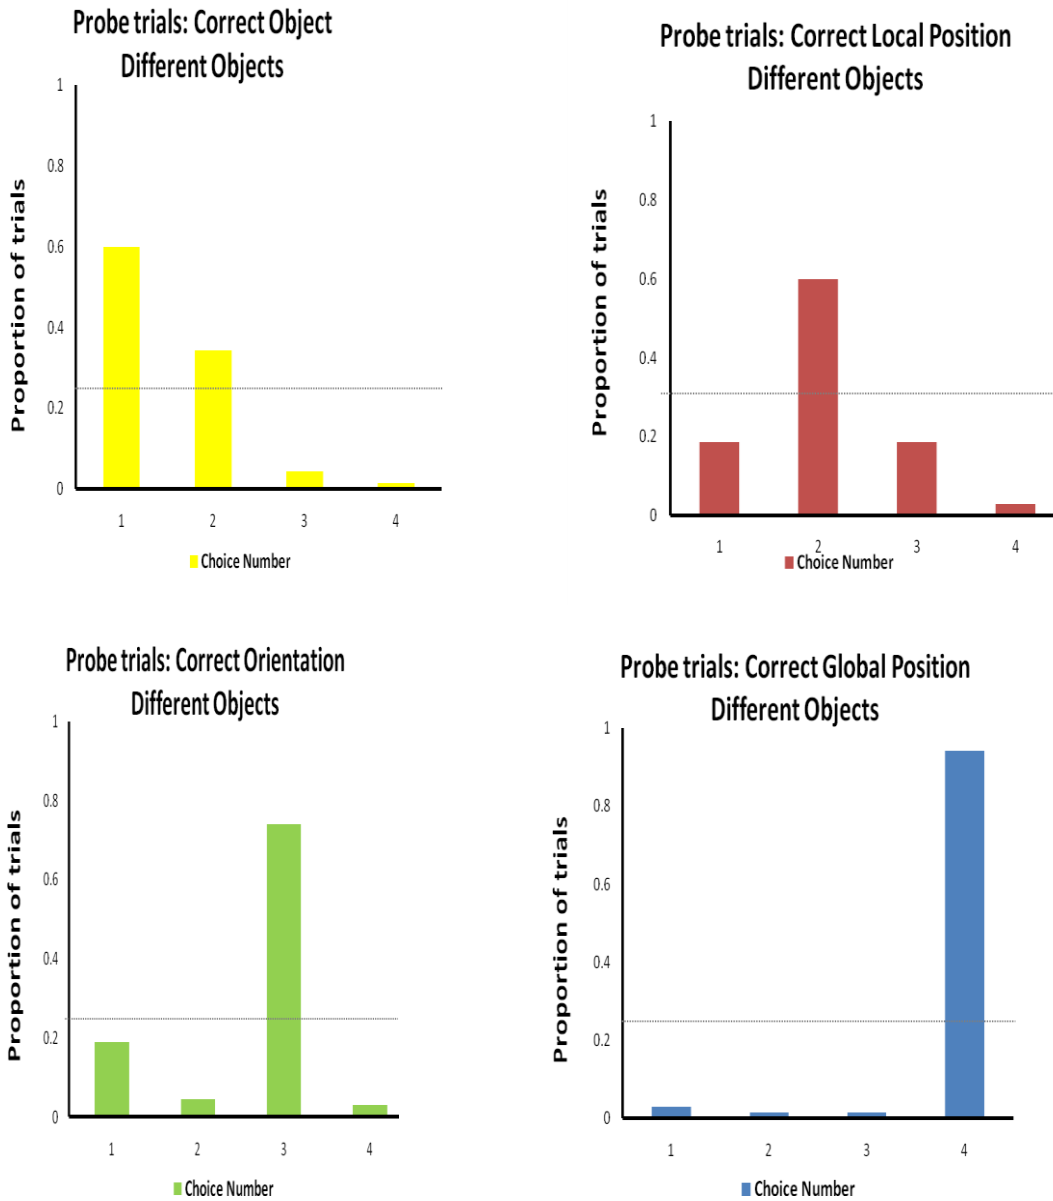 Probe trials: Correct Object
Different Objects
1
0.8
0.6
0.4
0.2
0
Proportion of trials
1 2 3 4
Choice Number
Probe trials: Correct Local Position
Different Objects
1
0.8
0.6
0.4
0.2
0
Proportion of trials
1 2 3 4
Choice Number
Probe trials: Correct Orientation
Different Objects
1
0.8
0.6
0.4
0.2
0
Proportion of trials
1 2 3 4
Choice Number
Probe trials: Correct Global Position
Different Objects
1
0.8
0.6
0.4
0.2
0
Proportion of trials
1 2 3 4
Choice Number